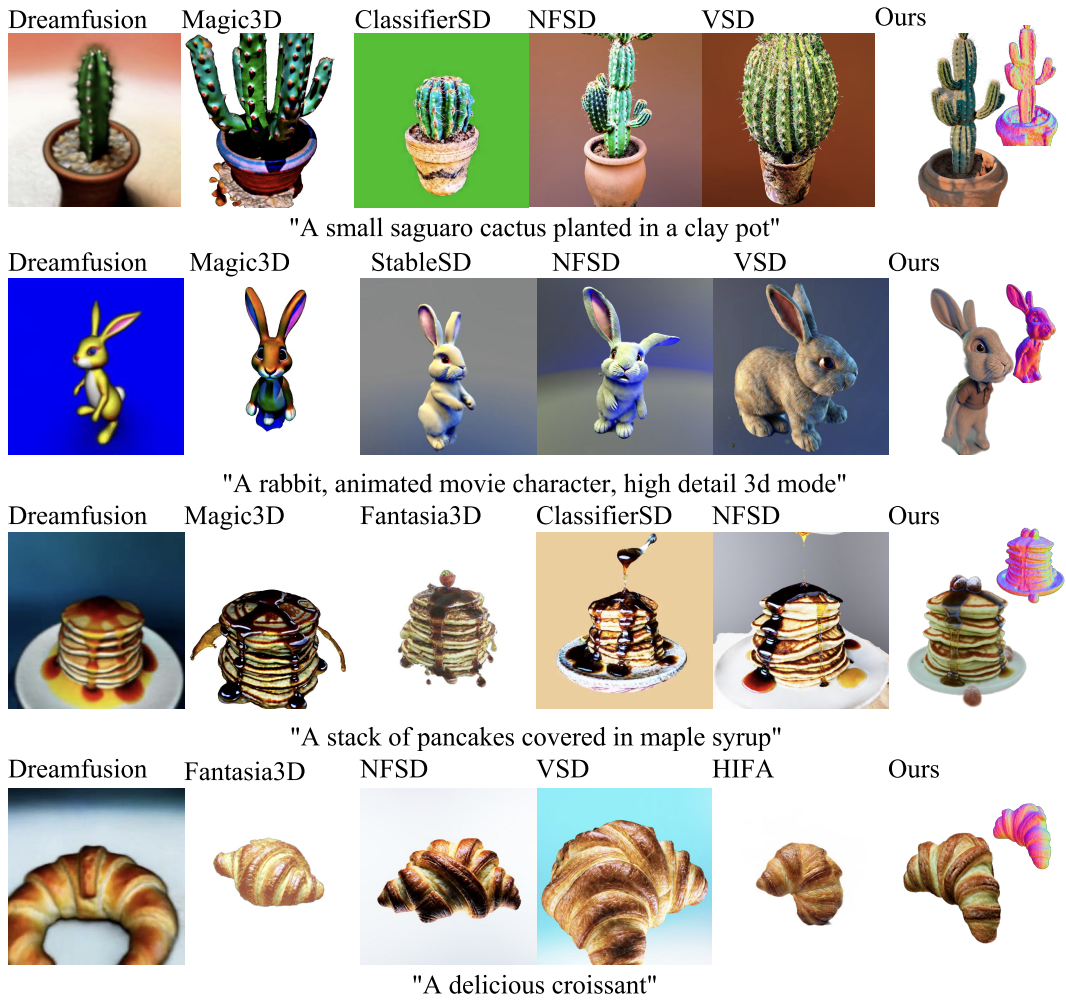 Dreamfusion Magic3D ClassifierSD NFSD VSD Ours
"A small saguaro cactus planted in a clay pot"
Dreamfusion Magic3D StableSD NFSD VSD Ours
"A rabbit, animated movie character, high detail 3d mode"
Dreamfusion Magic3D Fantasia3D ClassifierSD NFSD Ours
"A stack of pancakes covered in maple syrup"
Dreamfusion Fantasia3D NFSD VSD HIFA Ours
"A delicious croissant"